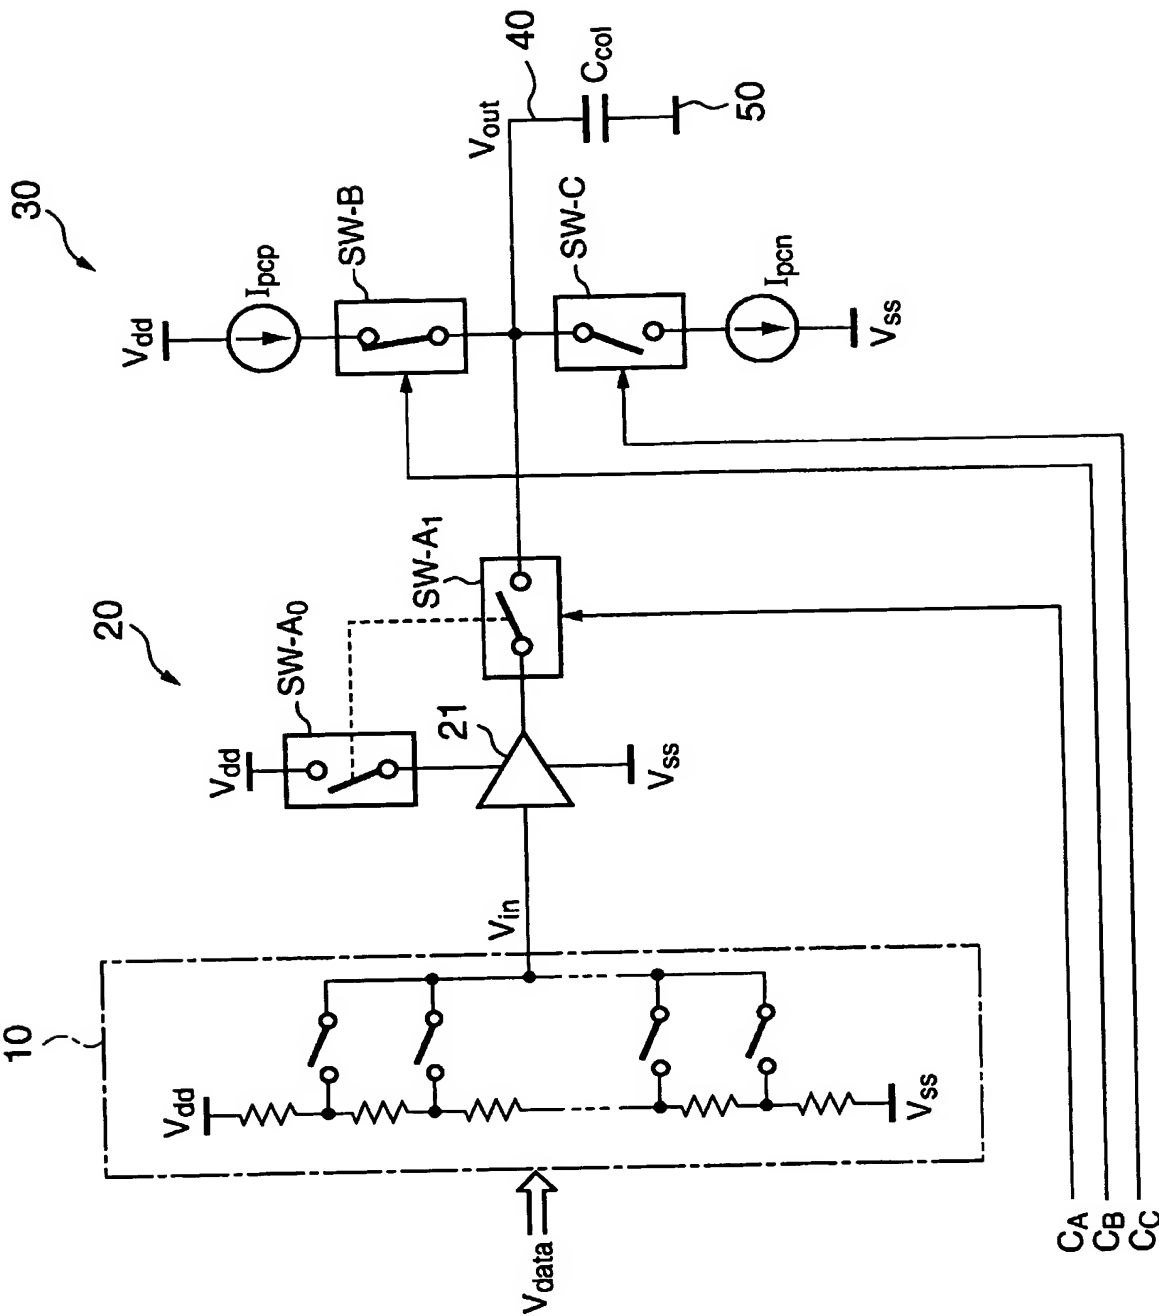 30
20
10
Vdd
Ipcp
SW-B
Vout
40
Ccol
50
SW-C
Ipcn
Vss
SW-A0
Vdd
21
SW-A1
Vss
Vin
Vdd
Vss
Vdata
CA
CB
CC